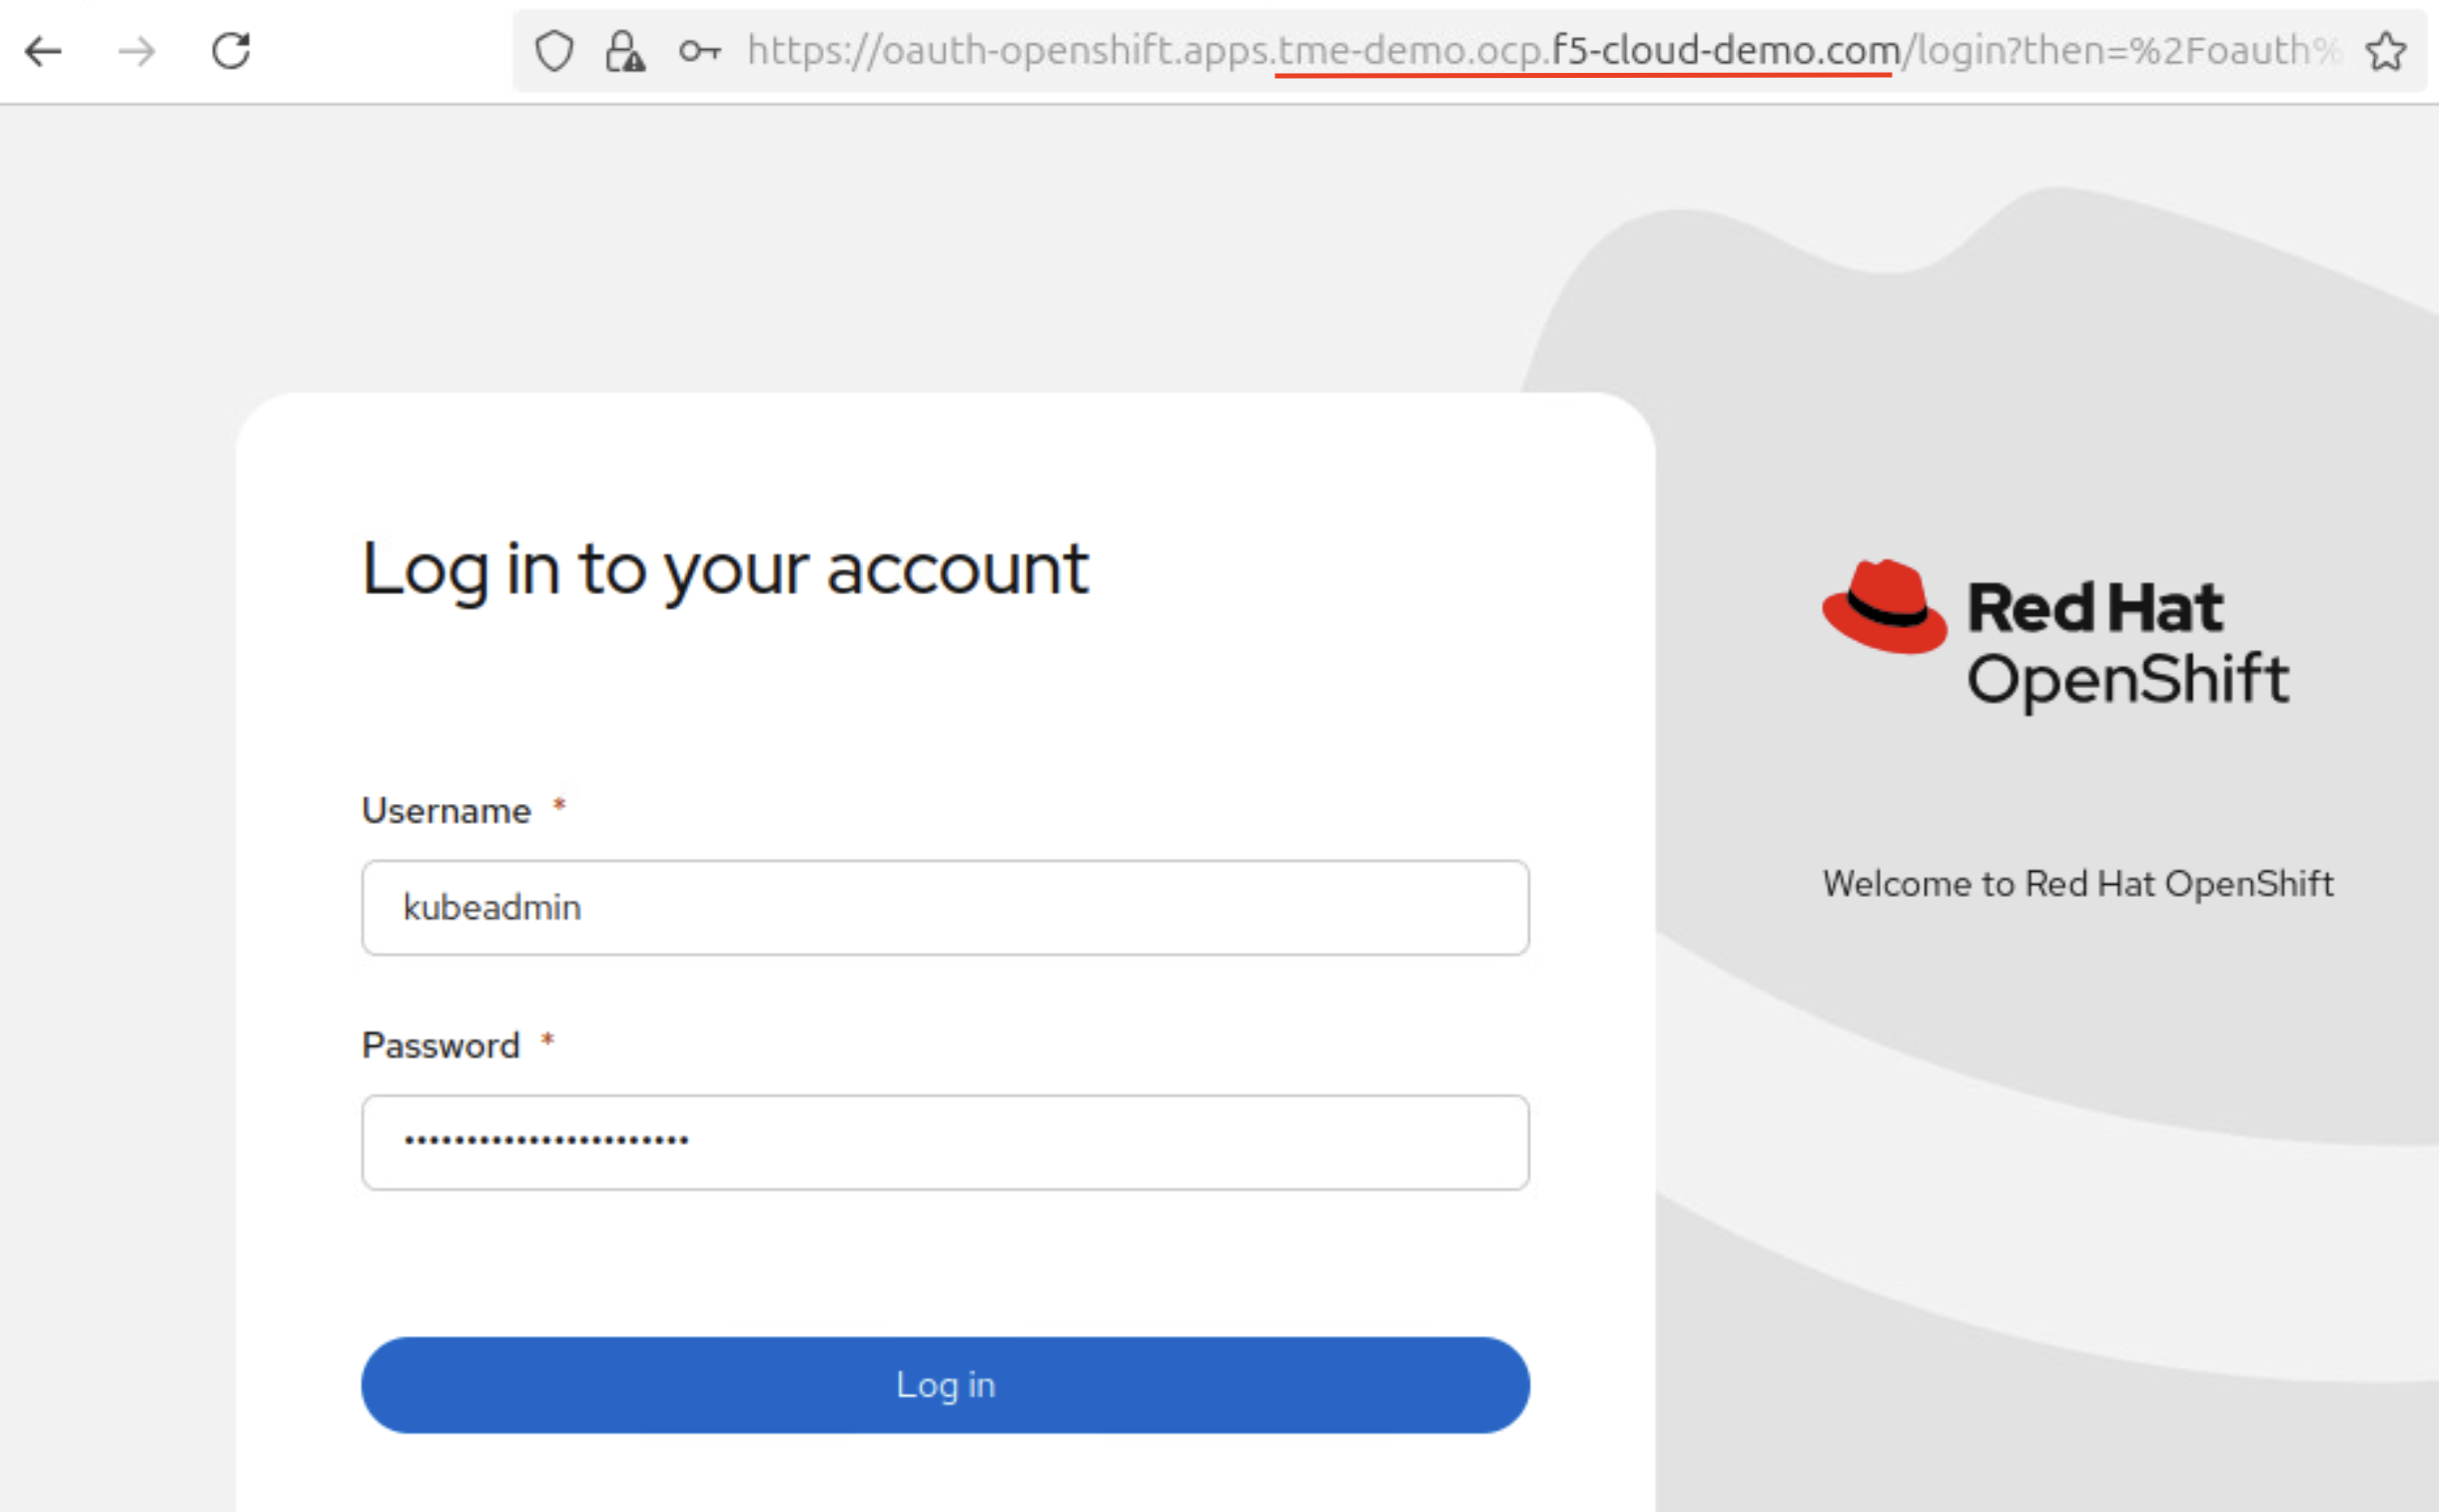 https://oauth-openshift.apps.tme-demo.ocp.f5-cloud-demo.com/login?then=%2Foauth%
Log in to your account
Red Hat
OpenShift
Username *
kubeadmin
Welcome to Red Hat OpenShift
Password *
•••••••••••••••••••••••
Log in